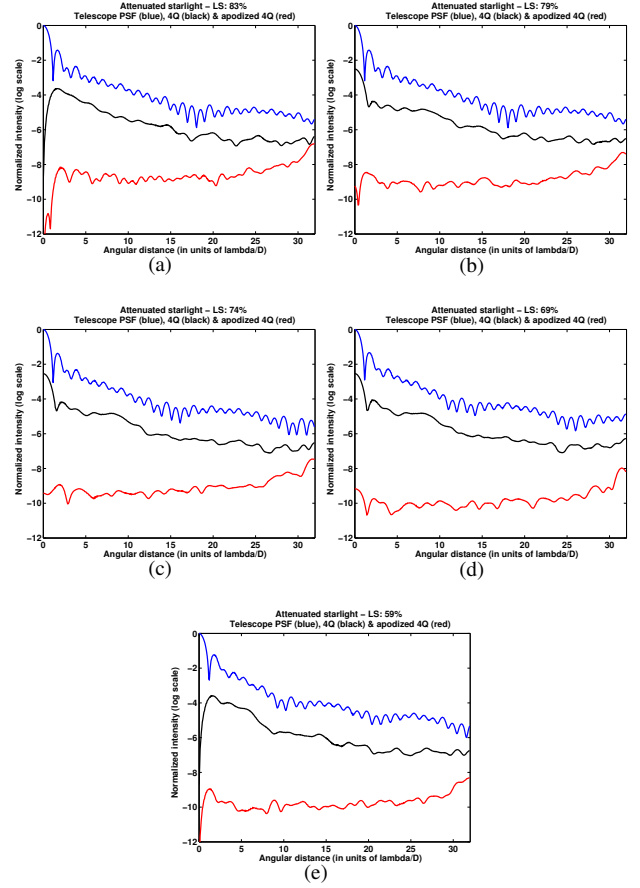 Attenuated starlight – LS: 83%
Telescope PSF (blue), 4Q (black) & apodized 4Q (red)
Normalized intensity (log scale)
0
−2
−4
−6
−8
−10
−12
0 5 10 15 20 25 30
Angular distance (in units of lambda/D)
(a)
Attenuated starlight – LS: 79%
Telescope PSF (blue), 4Q (black) & apodized 4Q (red)
Normalized intensity (log scale)
0
−2
−4
−6
−8
−10
−12
0 5 10 15 20 25 30
Angular distance (in units of lambda/D)
(b)
Attenuated starlight – LS: 74%
Telescope PSF (blue), 4Q (black) & apodized 4Q (red)
Normalized intensity (log scale)
0
−2
−4
−6
−8
−10
−12
0 5 10 15 20 25 30
Angular distance (in units of lambda/D)
(c)
Attenuated starlight – LS: 69%
Telescope PSF (blue), 4Q (black) & apodized 4Q (red)
Normalized intensity (log scale)
0
−2
−4
−6
−8
−10
−12
0 5 10 15 20 25 30
Angular distance (in units of lambda/D)
(d)
Attenuated starlight – LS: 59%
Telescope PSF (blue), 4Q (black) & apodized 4Q (red)
Normalized intensity (log scale)
0
−2
−4
−6
−8
−10
−12
0 5 10 15 20 25 30
Angular distance (in units of lambda/D)
(e)